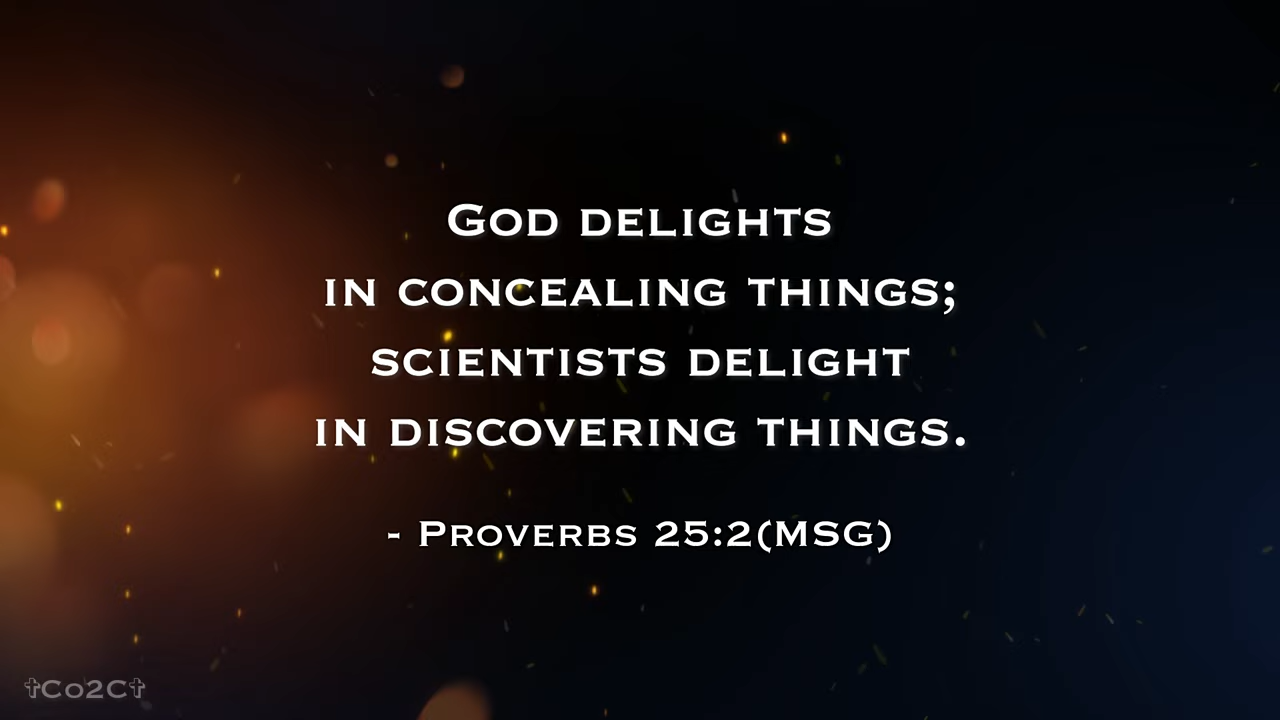 God delights
in concealing things;
scientists delight
in discovering things.
- Proverbs 25:2(MSG)
✝Co2C✝